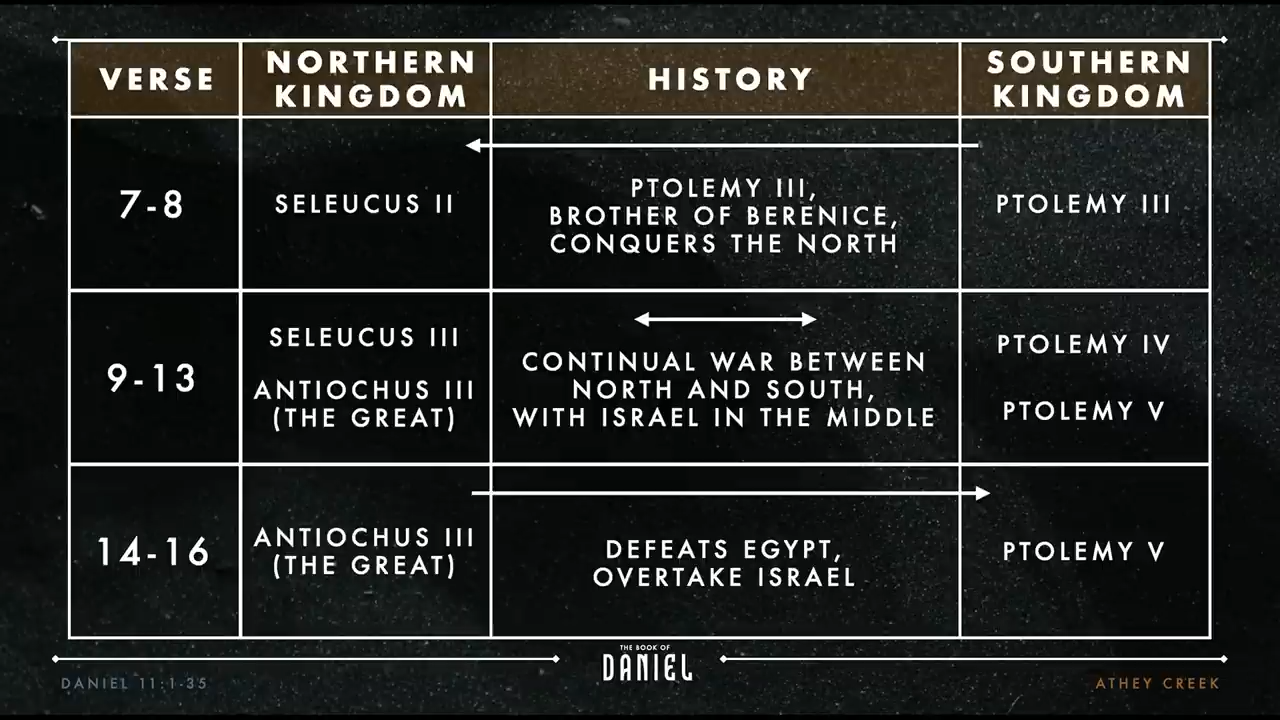 VERSE
NORTHERN
KINGDOM
HISTORY
SOUTHERN
KINGDOM
7-8
SELEUCUS II
PTOLEMY III,
BROTHER OF BERENICE,
CONQUERS THE NORTH
PTOLEMY III
9-13
SELEUCUS III
ANTIOCHUS III
(THE GREAT)
CONTINUAL WAR BETWEEN
NORTH AND SOUTH,
WITH ISRAEL IN THE MIDDLE
PTOLEMY IV
PTOLEMY V
14-16
ANTIOCHUS III
(THE GREAT)
DEFEATS EGYPT,
OVERTAKE ISRAEL
PTOLEMY V
DANIEL 11:1-35
THE BOOK OF
DANIEL
ATHEY CREEK